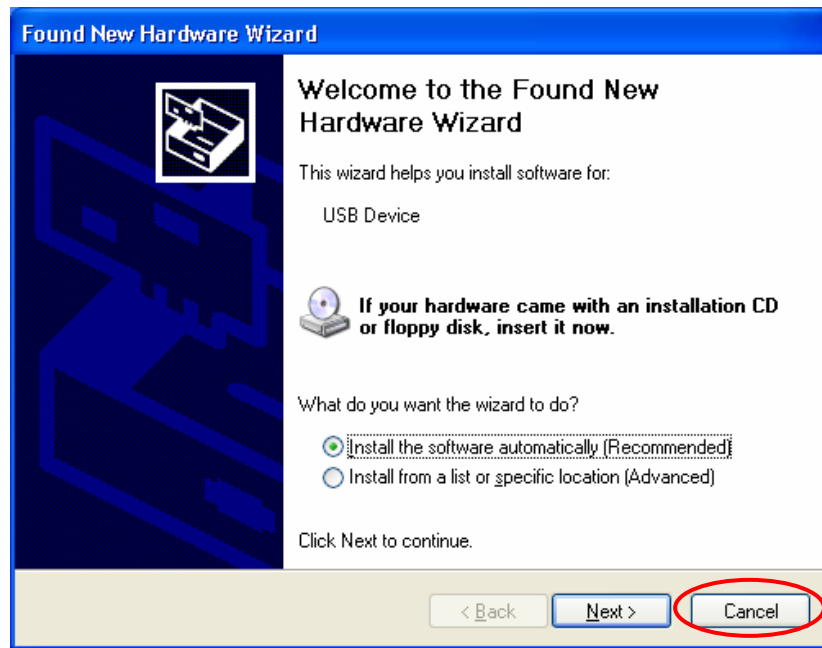 Found New Hardware Wizard
Welcome to the Found New
Hardware Wizard
This wizard helps you install software for:
USB Device
If your hardware came with an installation CD
or floppy disk, insert it now.
What do you want the wizard to do?
Install the software automatically (Recommended)
Install from a list or specific location (Advanced)
Click Next to continue.
< Back Next > Cancel